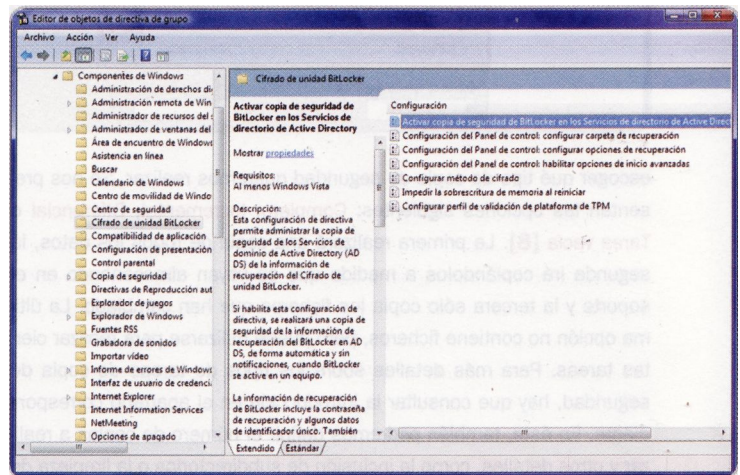 Editor de objetos de directiva de grupo
Archivo Acción Ver Ayuda
Componentes de Windows
Administración de derechos dig
Administración remota de Win
Administrador de recursos del s
Administrador de ventanas del
Área de encuentro de Windows
Asistencia en línea
Buscar
Calendario de Windows
Centro de movilidad de Windo
Centro de seguridad
Cifrado de unidad BitLocker
Compatibilidad de aplicación
Configuración de presentación
Control parental
Copia de seguridad
Directivas de Reproducción aut
Explorador de juegos
Explorador de Windows
Fuentes RSS
Grabadora de sonidos
Importar vídeo
Informe de errores de Windows
Interfaz de usuario de credenci
Internet Explorer
Internet Information Services
NetMeeting
Opciones de apagado
Cifrado de unidad BitLocker
Activar copia de seguridad de
BitLocker en los Servicios de
directorio de Active Directory
Mostrar propiedades
Requisitos:
Al menos Windows Vista
Descripción:
Esta configuración de directiva
permite administrar la copia de
seguridad de los Servicios de
dominio de Active Directory (AD
DS) de la información de
recuperación del Cifrado de
unidad BitLocker.
Si habilita esta configuración de
directiva, se realizará una copia de
seguridad de la información de
recuperación del BitLocker en AD
DS, de forma automática y sin
notificaciones, cuando BitLocker
se active en un equipo.
La información de recuperación
de BitLocker incluye la contraseña
de recuperación y algunos datos
de identificador único. También
Configuración
Activar copia de seguridad de BitLocker en los Servicios de directorio de Active Direct
Configuración del Panel de control: configurar carpeta de recuperación
Configuración del Panel de control: configurar opciones de recuperación
Configuración del Panel de control: habilitar opciones de inicio avanzadas
Configurar método de cifrado
Impedir la sobrescritura de memoria al reiniciar
Configurar perfil de validación de plataforma de TPM
Extendido Estándar